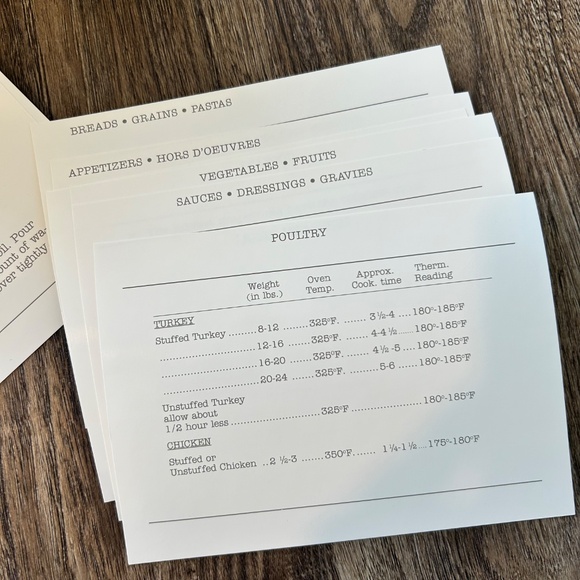 BREADS • GRAINS • PASTAS
APPETIZERS • HORS D'OEUVRES
VEGETABLES • FRUITS
SAUCES • DRESSINGS • GRAVIES
ll. Pour
ount of wa-
over tightly
POULTRY
Weight (in lbs.) Oven Temp. Approx. Cook. time Therm. Reading
TURKEY
Stuffed Turkey .........8-12 ........325°F. ....... 3 ½-4 .....180°-185°F
........................................12-16 .......325°F. .......4-4 ½ ....180°-185°F
........................................16-20 .......325°F. .......4 ½ -5 ....180°-185°F
........................................20-24 .......325°F. .......5-6 .......180°-185°F
Unstuffed Turkey
allow about
1/2 hour less..............................325°F..............................180°-185°F
CHICKEN
Stuffed or
Unstuffed Chicken ..2 ½-3 .......350°F........ 1 ¼-1 ½....175°-180°F